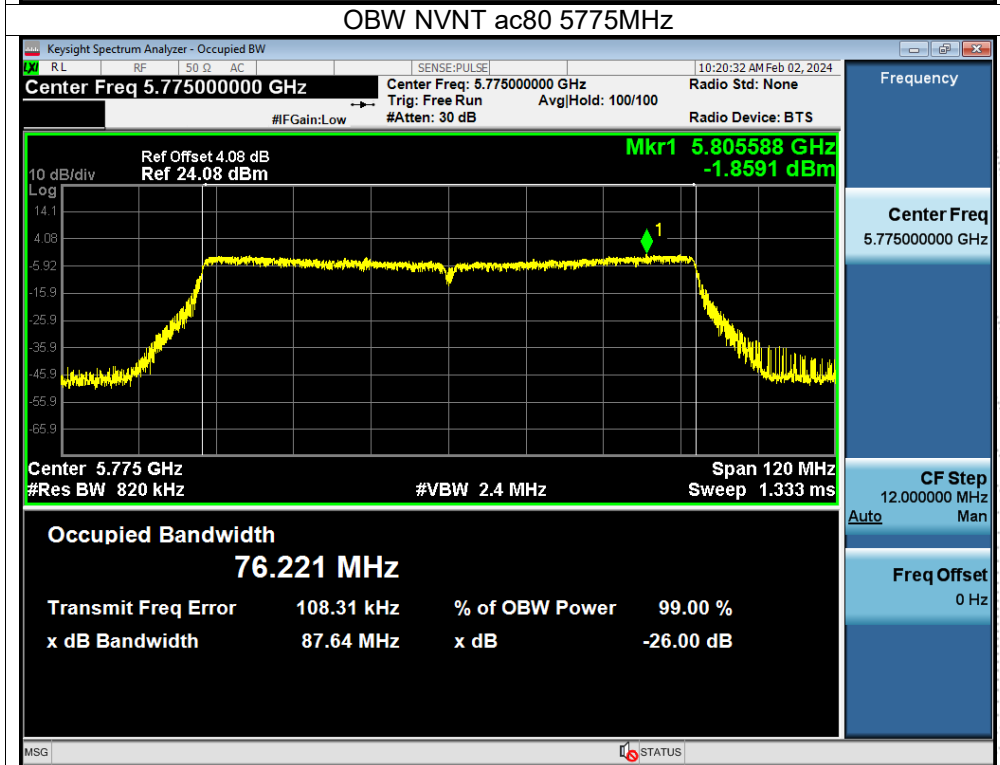 OBW NVNT ac80 5775MHz
Keysight Spectrum Analyzer - Occupied BW
LXI RL RF 50 Ω AC SENSE:PULSE 10:20:32 AM Feb 02, 2024
Center Freq 5.775000000 GHz
Center Freq: 5.775000000 GHz
Radio Std: None
Trig: Free Run Avg|Hold: 100/100
#IFGain:Low
#Atten: 30 dB
Radio Device: BTS
Mkr1 5.805588 GHz
-1.8591 dBm
Ref Offset 4.08 dB
10 dB/div Ref 24.08 dBm
Log
14.1
4.08
-5.92
-15.9
-25.9
-35.9
-45.9
-55.9
-65.9
1
Center 5.775 GHz Span 120 MHz
#Res BW 820 kHz #VBW 2.4 MHz Sweep 1.333 ms
Occupied Bandwidth
76.221 MHz
Transmit Freq Error 108.31 kHz % of OBW Power 99.00 %
x dB Bandwidth 87.64 MHz x dB -26.00 dB
Frequency
Center Freq
5.775000000 GHz
CF Step
12.000000 MHz
Auto Man
Freq Offset
0 Hz
MSG STATUS